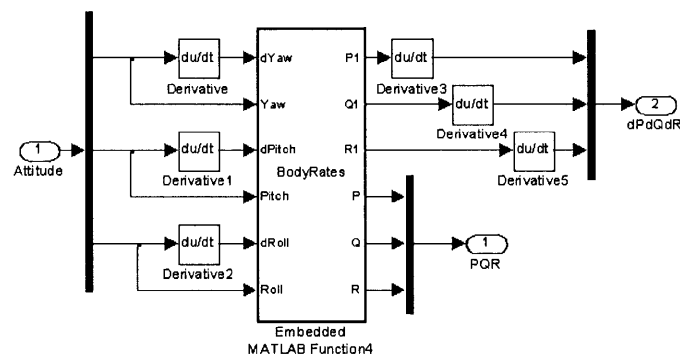 du/dt
Derivative
dYaw
Yaw
1
Attitude
du/dt
Derivative1
dPitch
Pitch
du/dt
Derivative2
dRoll
Roll
BodyRates
Embedded
MATLAB Function4
P1
du/dt
Derivative3
Q1
du/dt
Derivative4
R1
du/dt
Derivative5
2
dPdQdR
P
Q
R
1
PQR